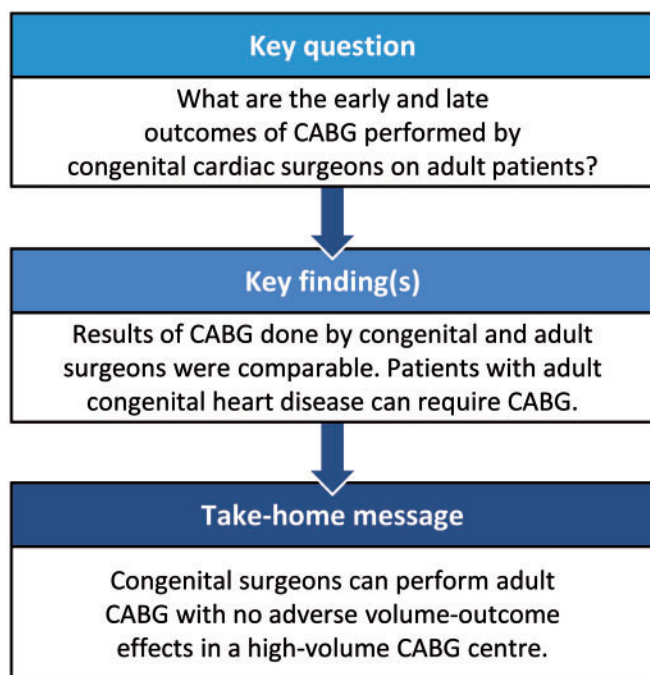 Key question
What are the early and late
outcomes of CABG performed by
congenital cardiac surgeons on adult patients?
Key finding(s)
Results of CABG done by congenital and adult
surgeons were comparable. Patients with adult
congenital heart disease can require CABG.
Take-home message
Congenital surgeons can perform adult
CABG with no adverse volume-outcome
effects in a high-volume CABG centre.